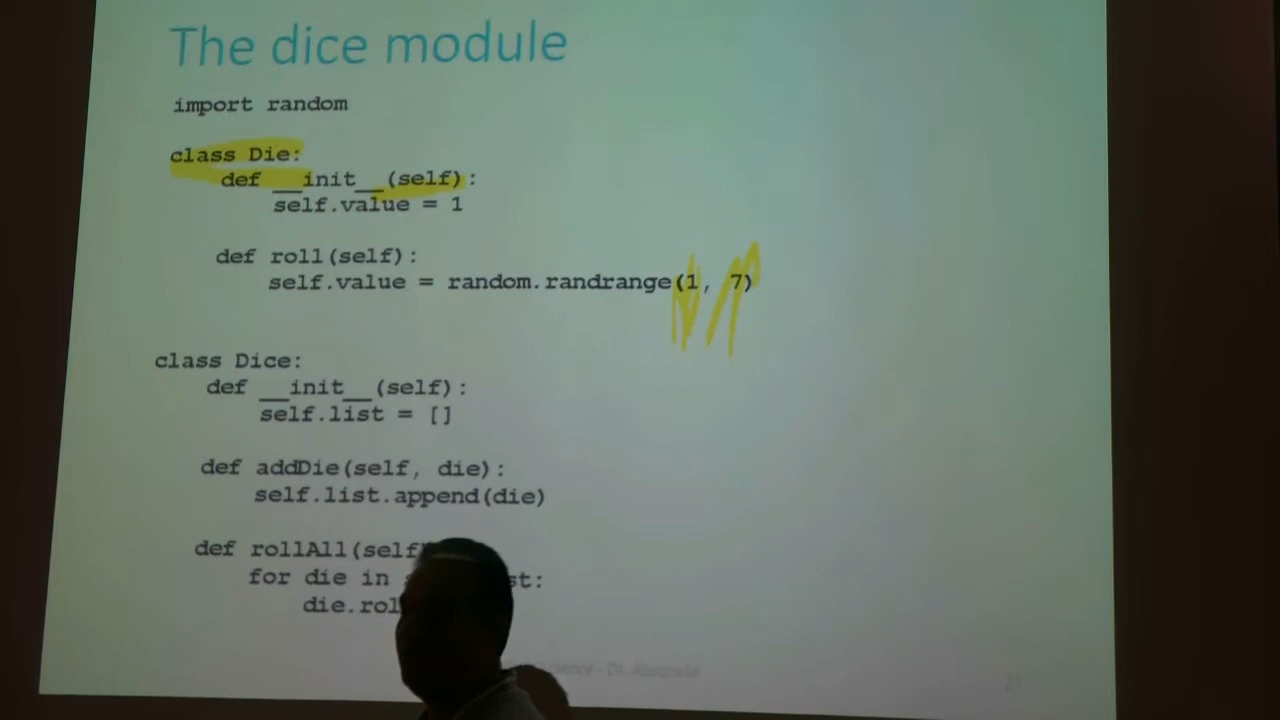 The dice module
import random
class Die:
def __init__(self):
self.value = 1
def roll(self):
self.value = random.randrange(1, 7)
class Dice:
def __init__(self):
self.list = []
def addDie(self, die):
self.list.append(die)
def rollAll(self
for die in st:
die.rol
Dr.